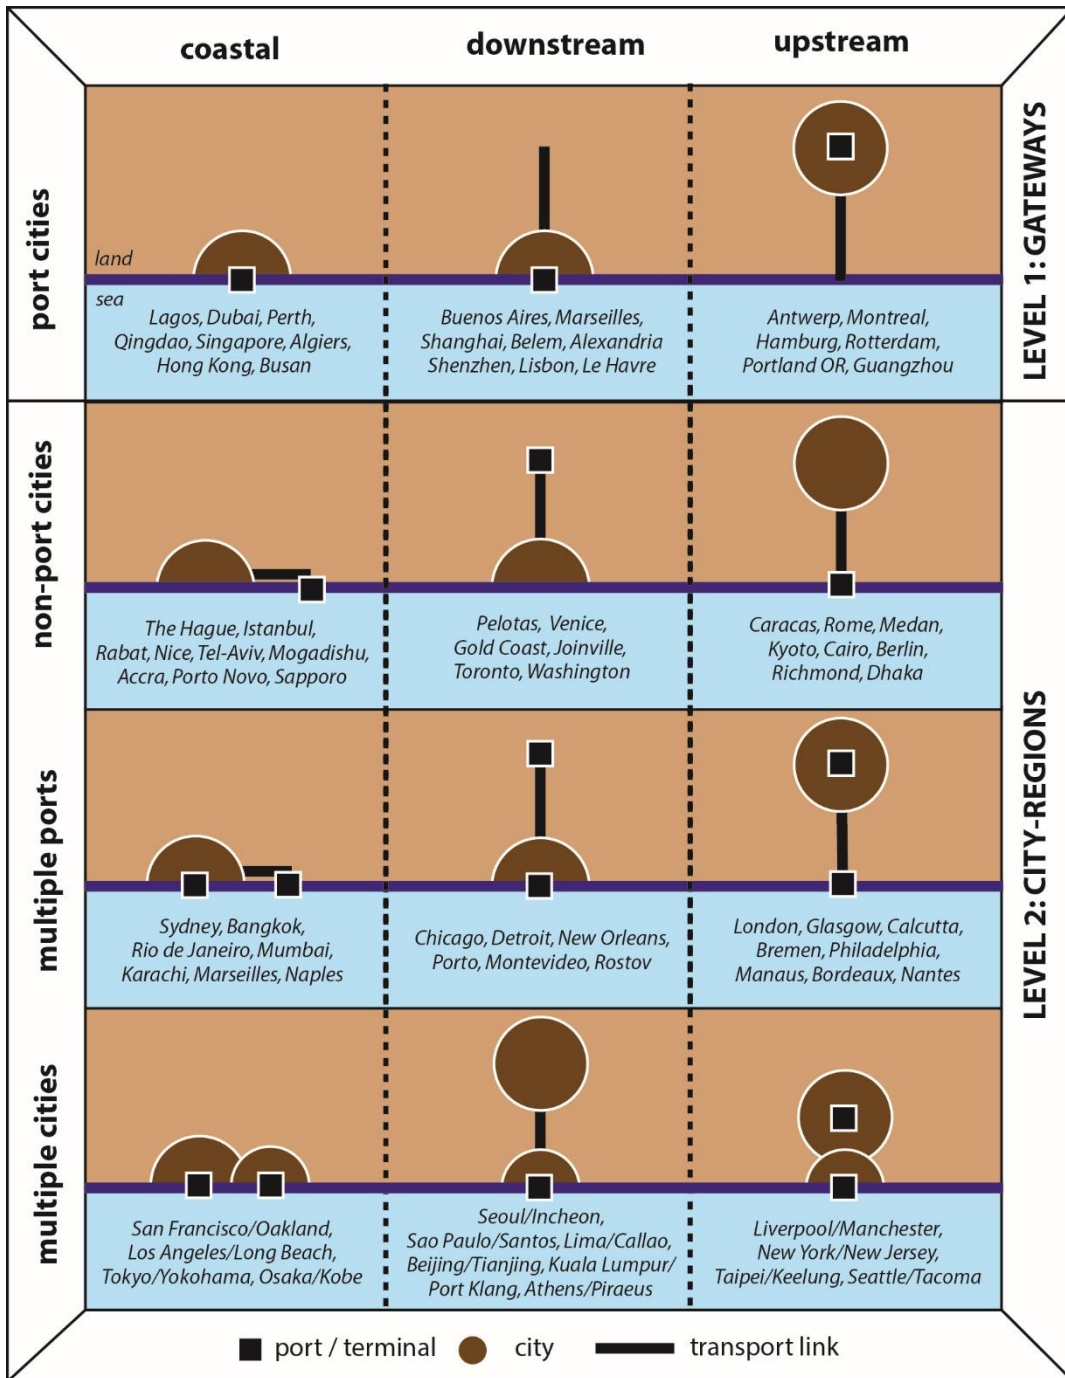 coastal
downstream
upstream
port cities
LEVEL 1: GATEWAYS
land
sea
Lagos, Dubai, Perth,
Qingdao, Singapore, Algiers,
Hong Kong, Busan
Buenos Aires, Marseilles,
Shanghai, Belem, Alexandria
Shenzhen, Lisbon, Le Havre
Antwerp, Montreal,
Hamburg, Rotterdam,
Portland OR, Guangzhou
non-port cities
LEVEL 2: CITY-REGIONS
The Hague, Istanbul,
Rabat, Nice, Tel-Aviv, Mogadishu,
Accra, Porto Novo, Sapporo
Pelotas, Venice,
Gold Coast, Joinville,
Toronto, Washington
Caracas, Rome, Medan,
Kyoto, Cairo, Berlin,
Richmond, Dhaka
multiple ports
Sydney, Bangkok,
Rio de Janeiro, Mumbai,
Karachi, Marseilles, Naples
Chicago, Detroit, New Orleans,
Porto, Montevideo, Rostov
London, Glasgow, Calcutta,
Bremen, Philadelphia,
Manaus, Bordeaux, Nantes
multiple cities
San Francisco/Oakland,
Los Angeles/Long Beach,
Tokyo/Yokohama, Osaka/Kobe
Seoul/Incheon,
Sao Paulo/Santos, Lima/Callao,
Beijing/Tianjing, Kuala Lumpur/
Port Klang, Athens/Piraeus
Liverpool/Manchester,
New York/New Jersey,
Taipei/Keelung, Seattle/Tacoma
port / terminal
city
transport link